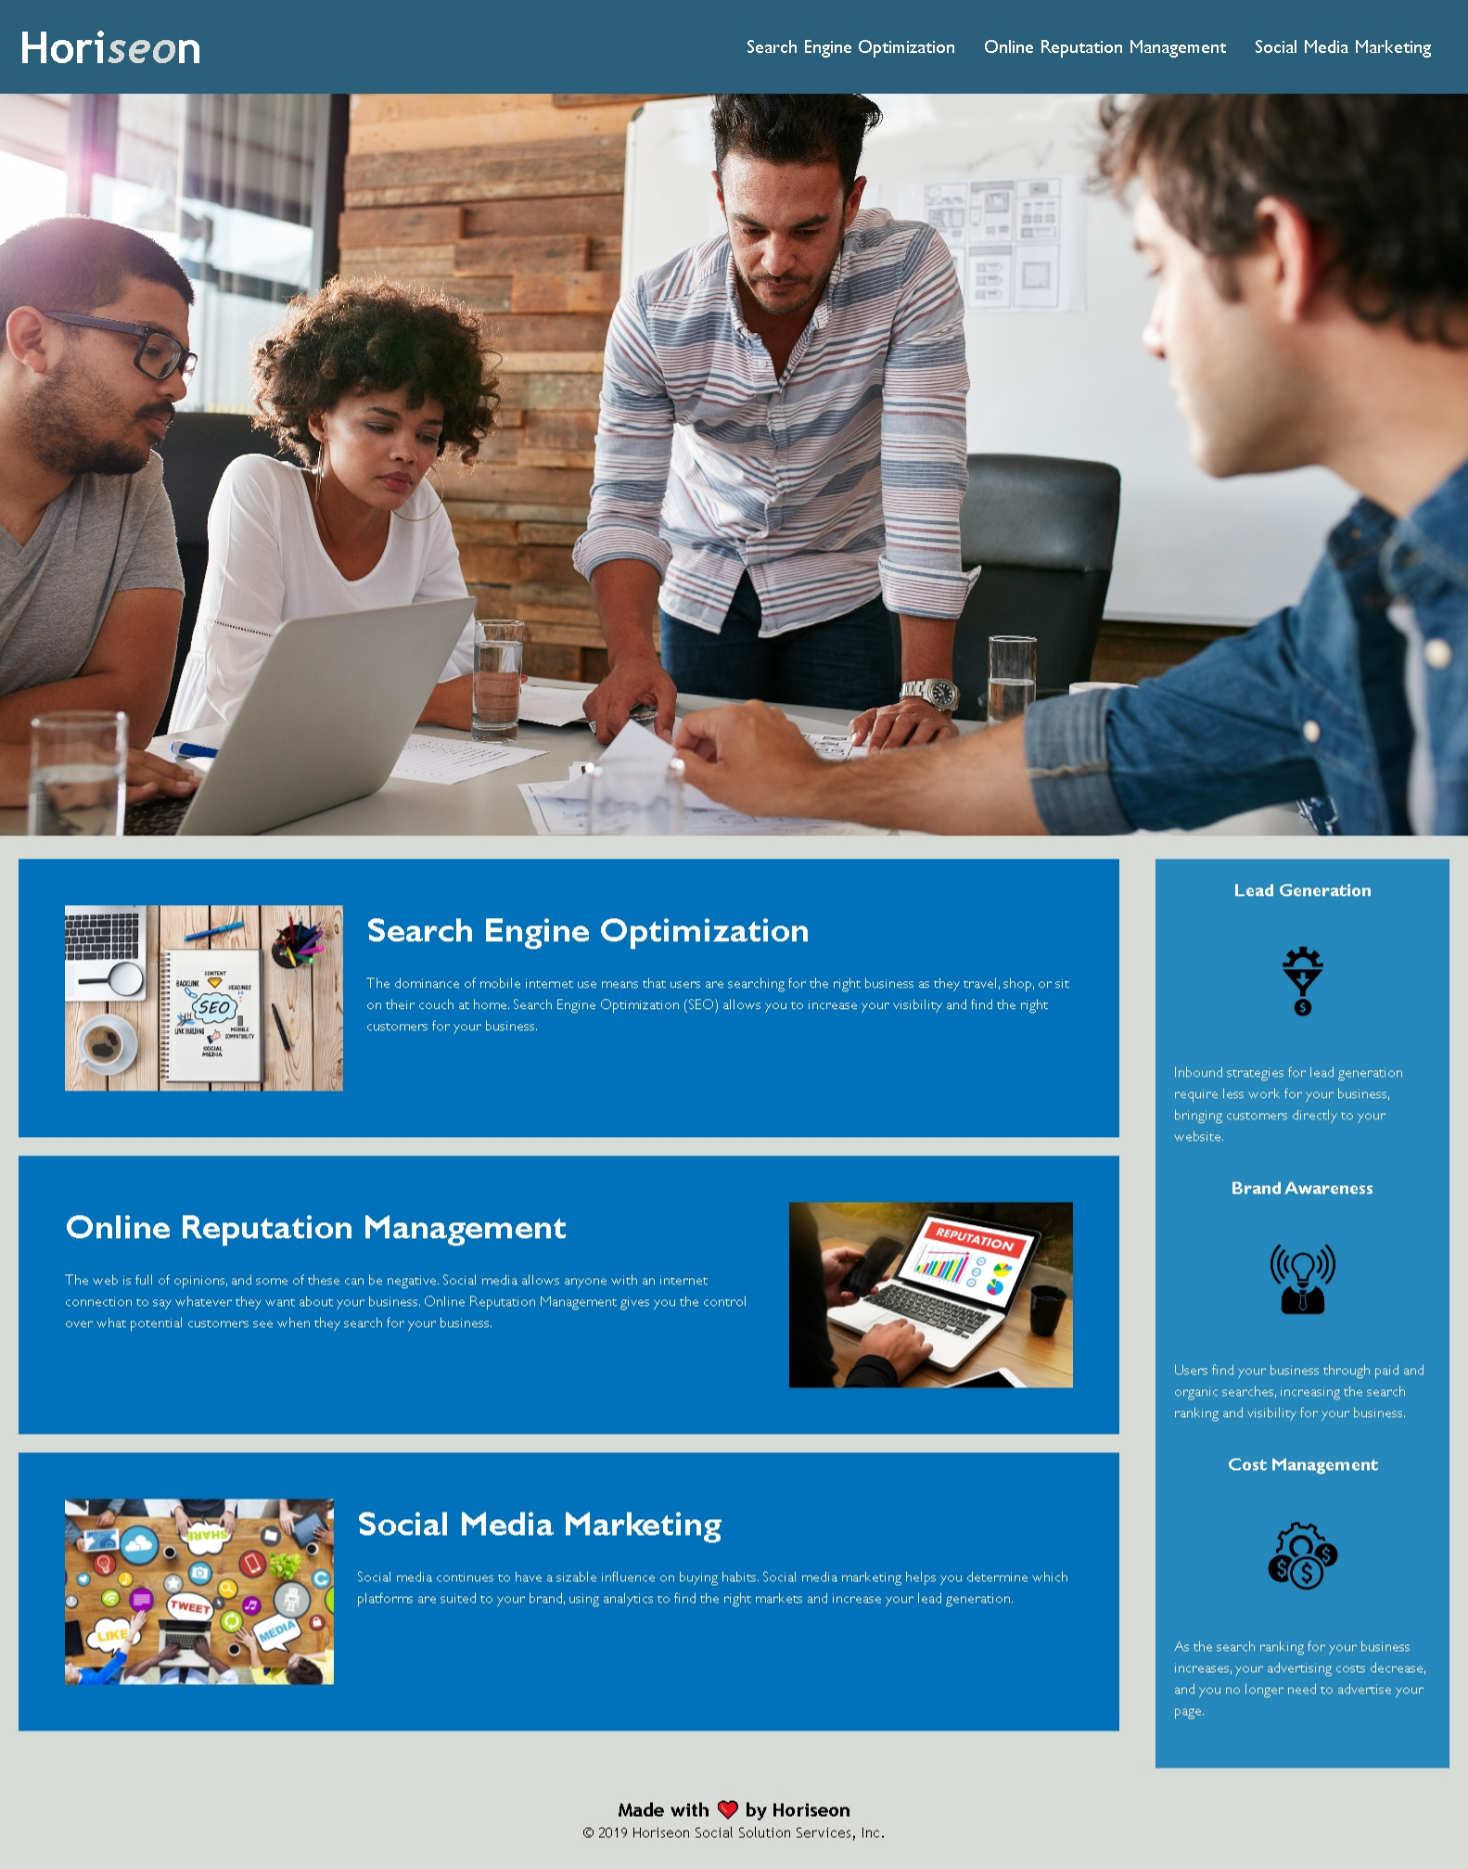 Horiseon
Search Engine Optimization
Online Reputation Management
Social Media Marketing
CONTENT
BACKLINK
KEYWORDS
SEO
LINK BUILDING
MOBILE
COMPATIBILITY
SOCIAL
MEDIA
Search Engine Optimization
The dominance of mobile internet use means that users are searching for the right business as they travel, shop, or sit
on their couch at home. Search Engine Optimization (SEO) allows you to increase your visibility and find the right
customers for your business.
Online Reputation Management
The web is full of opinions, and some of these can be negative. Social media allows anyone with an internet
connection to say whatever they want about your business. Online Reputation Management gives you the control
over what potential customers see when they search for your business.
REPUTATION
SHARE
TWEET
LIKE
MEDIA
Social Media Marketing
Social media continues to have a sizable influence on buying habits. Social media marketing helps you determine which
platforms are suited to your brand, using analytics to find the right markets and increase your lead generation.
Lead Generation
$
Inbound strategies for lead generation
require less work for your business,
bringing customers directly to your
website.
Brand Awareness
Users find your business through paid and
organic searches, increasing the search
ranking and visibility for your business.
Cost Management
$ $ $
As the search ranking for your business
increases, your advertising costs decrease,
and you no longer need to advertise your
page.
Made with ❤️ by Horiseon
© 2019 Horiseon Social Solution Services, Inc.